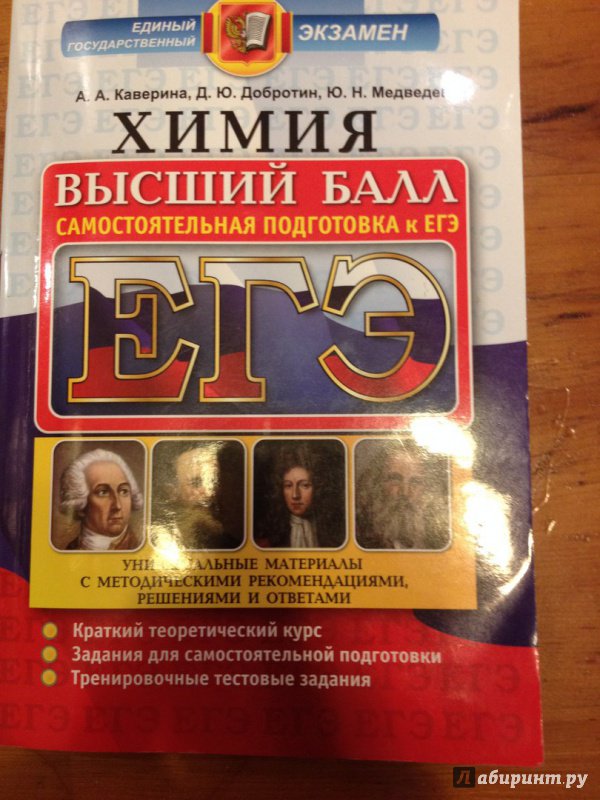 ЕДИНЫЙ
ГОСУДАРСТВЕННЫЙ
ЭКЗАМЕН
А. А. Каверина, Д. Ю. Добротин, Ю. Н. Медведев
ХИМИЯ
ВЫСШИЙ БАЛЛ
САМОСТОЯТЕЛЬНАЯ ПОДГОТОВКА к ЕГЭ
ЕГЭ
МАТЕРИАЛЫ
С МЕТОДИЧЕСКИМИ РЕКОМЕНДАЦИЯМИ,
РЕШЕНИЯМИ И ОТВЕТАМИ
Краткий теоретический курс
Задания для самостоятельной подготовки
Тренировочные тестовые задания
Лабиринт.ру